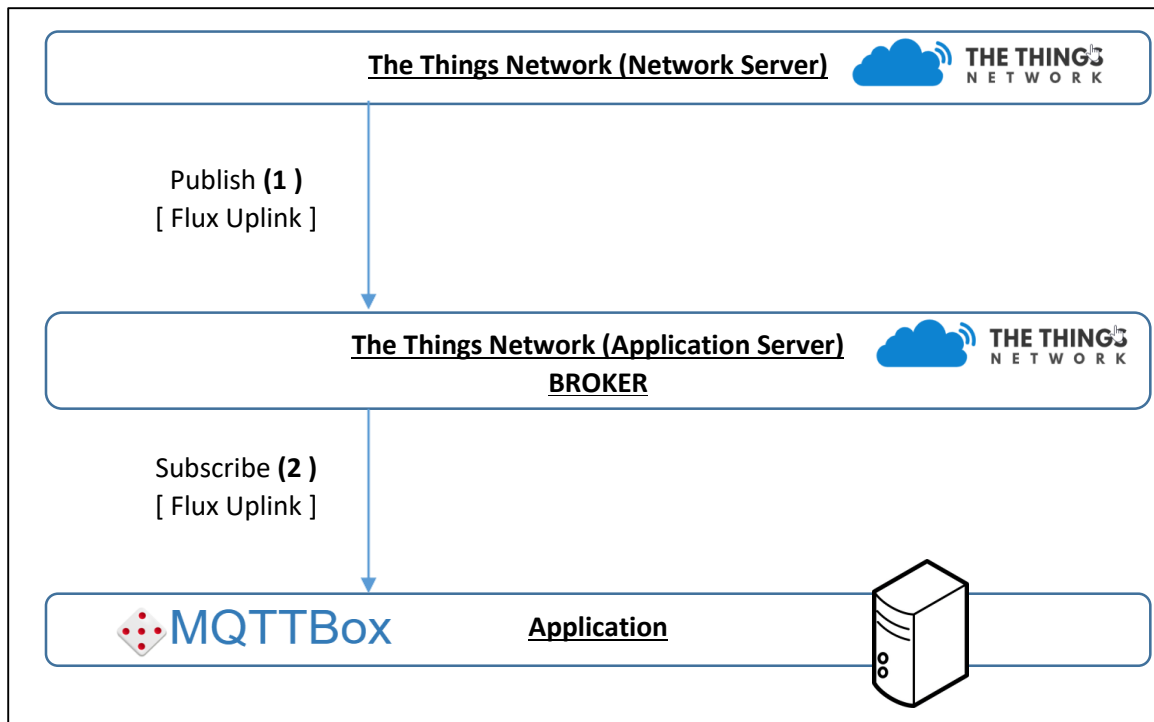 The Things Network (Network Server)
THE THINGS
NETWORK
Publish (1 )
[ Flux Uplink ]
The Things Network (Application Server)
BROKER
THE THINGS
NETWORK
Subscribe (2 )
[ Flux Uplink ]
MQTTBox
Application